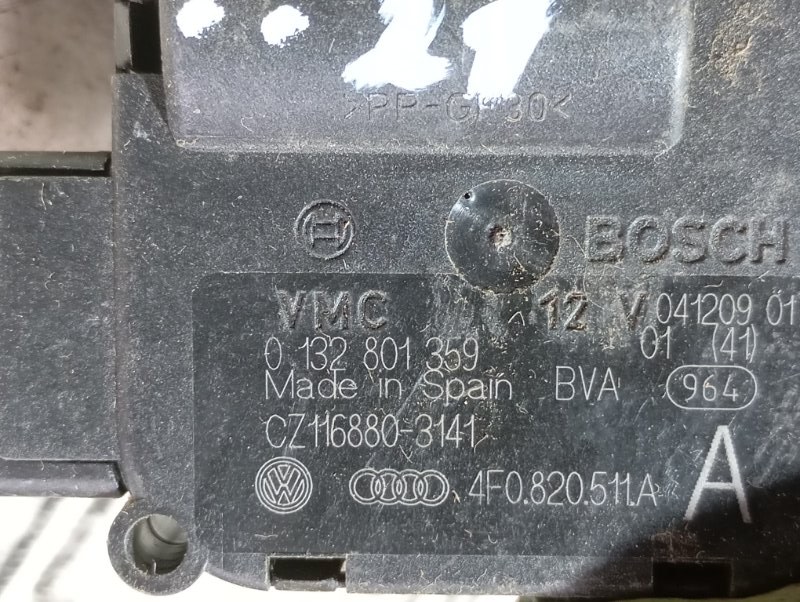 21
>PP-GF30<
BOSCH
VMC 12 V 041209 01
0 132 801 359 01 (41)
Made in Spain BVA 964
CZ116880-3141
A
4F0.820.511.A